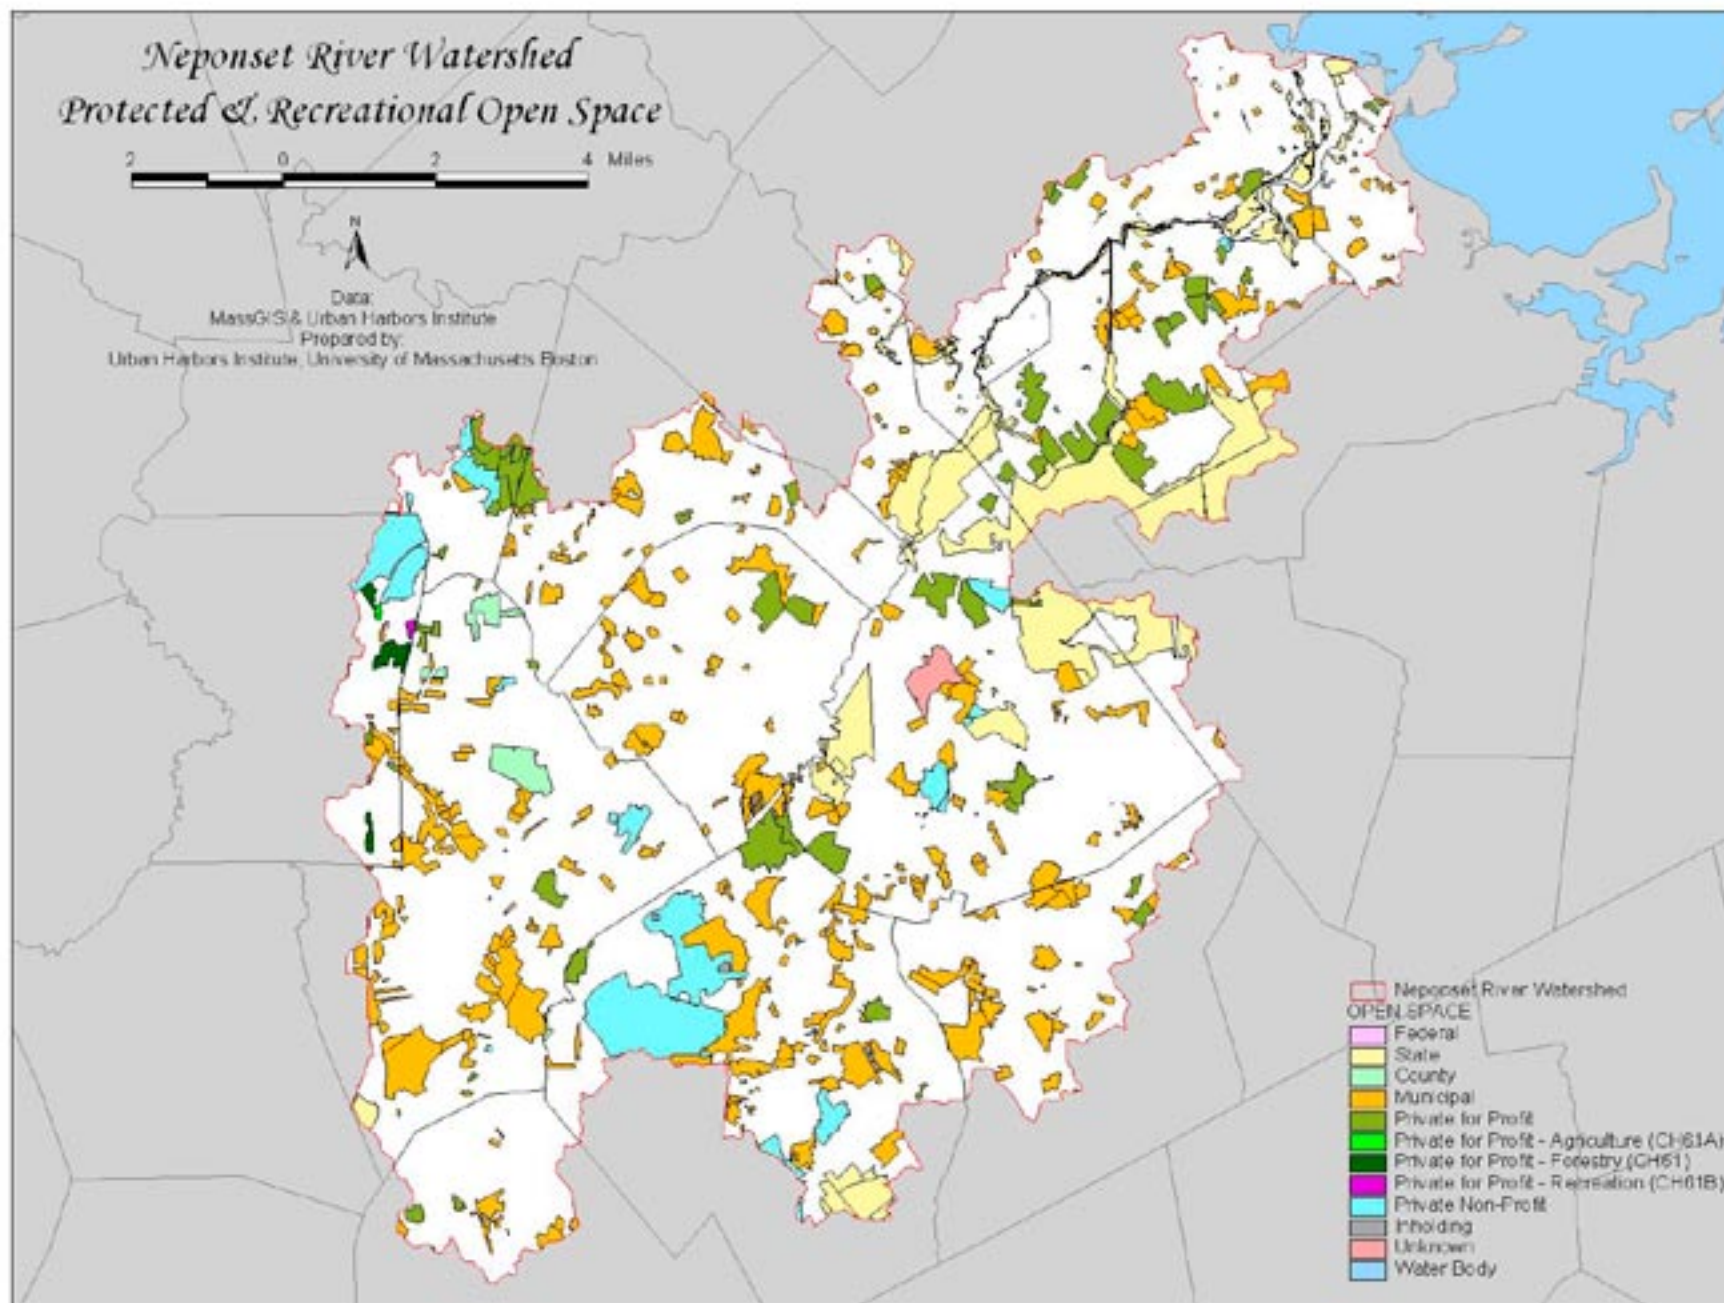 Neponset River Watershed
Protected & Recreational Open Space
2 0 2 4 Miles
N
Data:
MassGIS & Urban Harbors Institute
Prepared by:
Urban Harbors Institute, University of Massachusetts Boston
Neponset River Watershed
OPEN SPACE
Federal
State
County
Municipal
Private for Profit
Private for Profit - Agriculture (CH61A)
Private for Profit - Forestry (CH61)
Private for Profit - Recreation (CH61B)
Private Non-Profit
Inholding
Unknown
Water Body